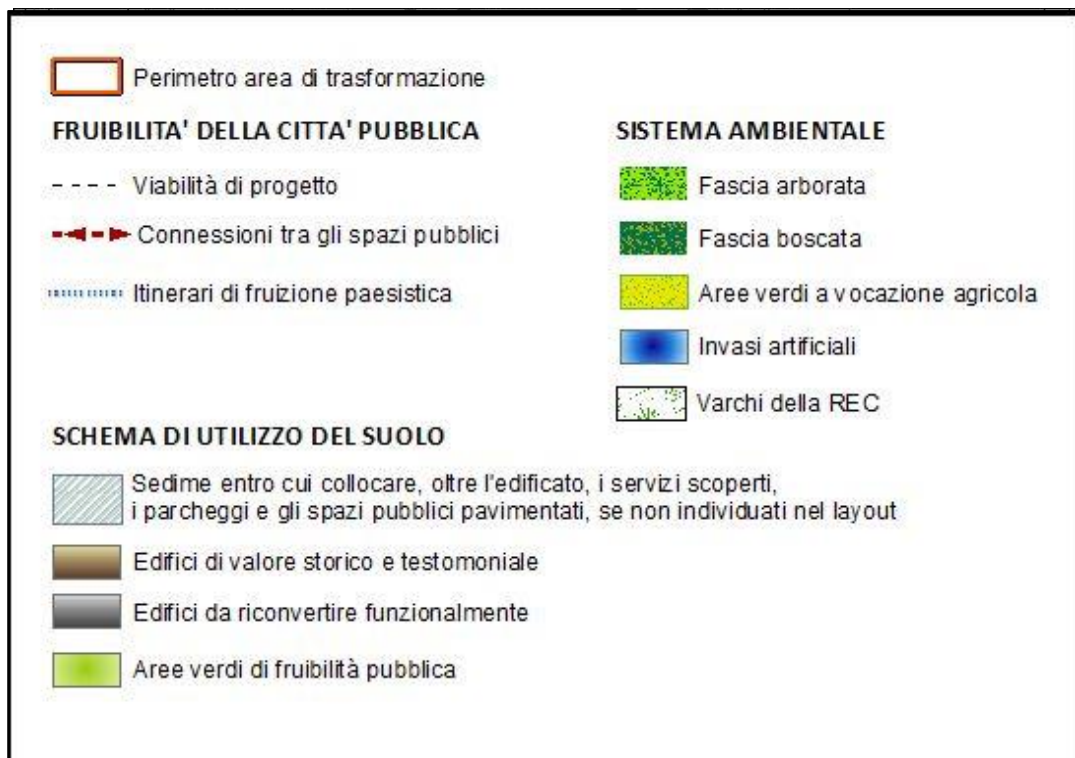 Perimetro area di trasformazione
FRUIBILITA' DELLA CITTA' PUBBLICA
Viabilità di progetto
Connessioni tra gli spazi pubblici
Itinerari di fruizione paesistica
SISTEMA AMBIENTALE
Fascia arborata
Fascia boscata
Aree verdi a vocazione agricola
Invasi artificiali
Varchi della REC
SCHEMA DI UTILIZZO DEL SUOLO
Sedime entro cui collocare, oltre l'edificato, i servizi scoperti,
i parcheggi e gli spazi pubblici pavimentati, se non individuati nel layout
Edifici di valore storico e testomoniale
Edifici da riconvertire funzionalmente
Aree verdi di fruibilità pubblica